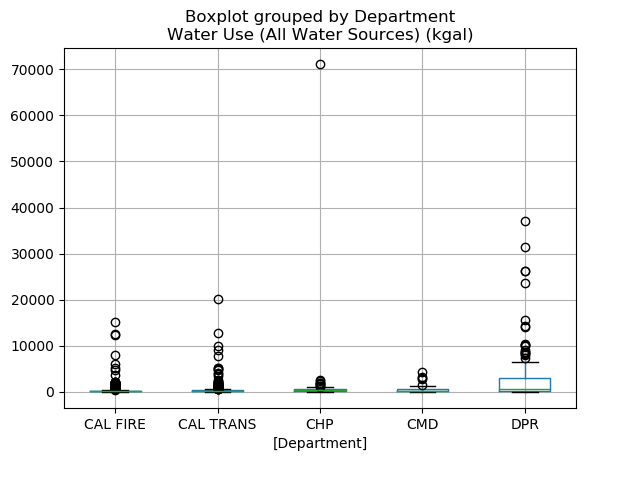 Boxplot grouped by Department
Water Use (All Water Sources) (kgal)
70000
60000
50000
40000
30000
20000
10000
0
CAL FIRE CAL TRANS CHP CMD DPR
[Department]